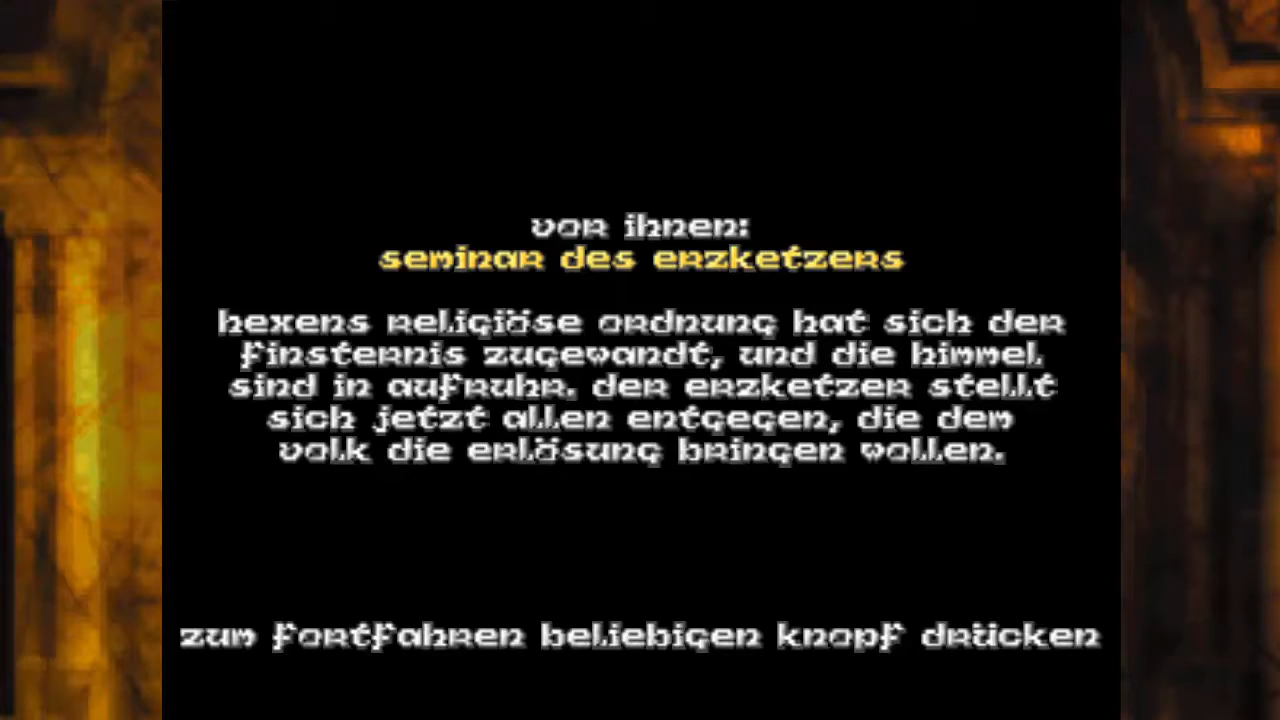 vor ihnen:
seminar des erzketzers
hexens religiöse ordnung hat sich der
finsternis zugewandt, und die himmel
sind in aufruhr. der erzketzer stellt
sich jetzt allen entgegen, die dem
volk die erlösung bringen wollen.
zum fortfahren beliebigen knopf drücken